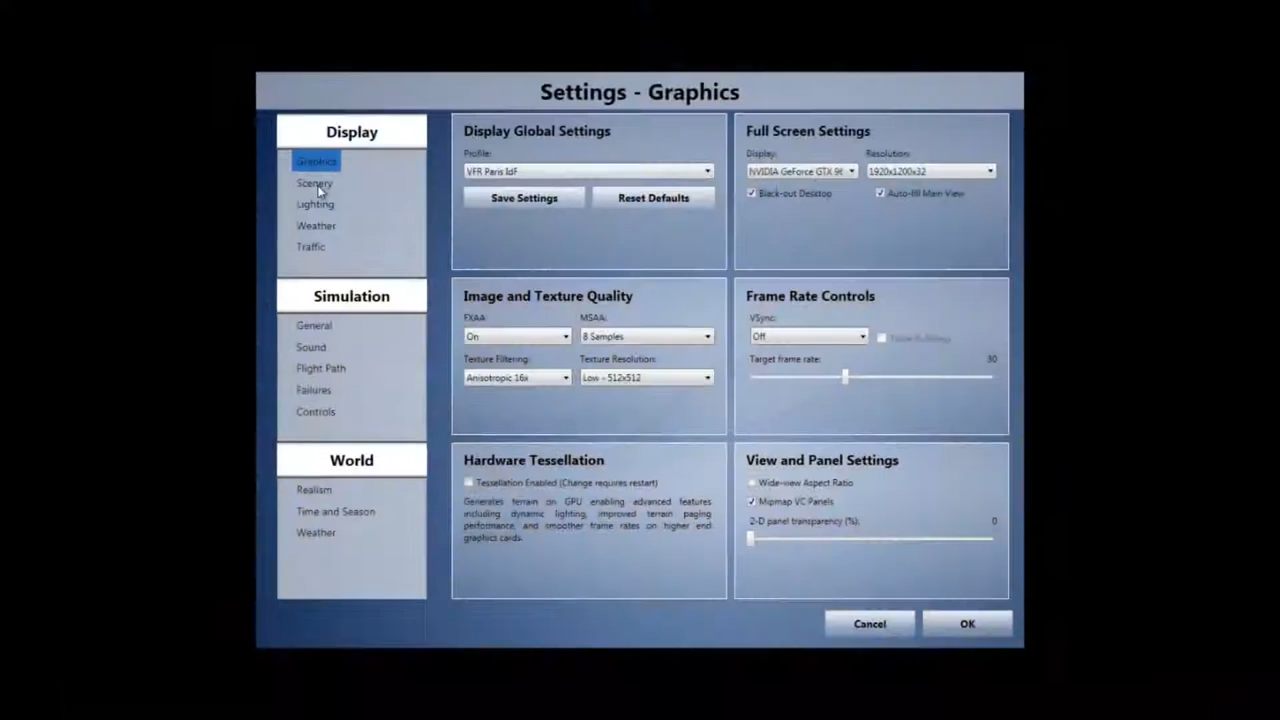 Settings - Graphics
Display
Graphics
Scenery
Lighting
Weather
Traffic
Simulation
General
Sound
Flight Path
Failures
Controls
World
Realism
Time and Season
Weather
Display Global Settings
Profile:
VFR Paris IdF
Save Settings
Reset Defaults
Full Screen Settings
Display: Resolution:
NVIDIA GeForce GTX 9 1920x1200x32
Black-out Desktop Auto-fill Main View
Image and Texture Quality
FXAA: MSAA:
On 8 Samples
Texture Filtering: Texture Resolution:
Anisotropic 16x Low - 512x512
Frame Rate Controls
VSync:
Off
Target frame rate: 30
Hardware Tessellation
Tessellation Enabled (Change requires restart)
Generates terrain on GPU enabling advanced features
including dynamic lighting, improved terrain paging
performance, and smoother frame rates on higher end
graphics cards.
View and Panel Settings
Wide-view Aspect Ratio
Mipmap VC Panels
2-D panel transparency (%): 0
Cancel
OK